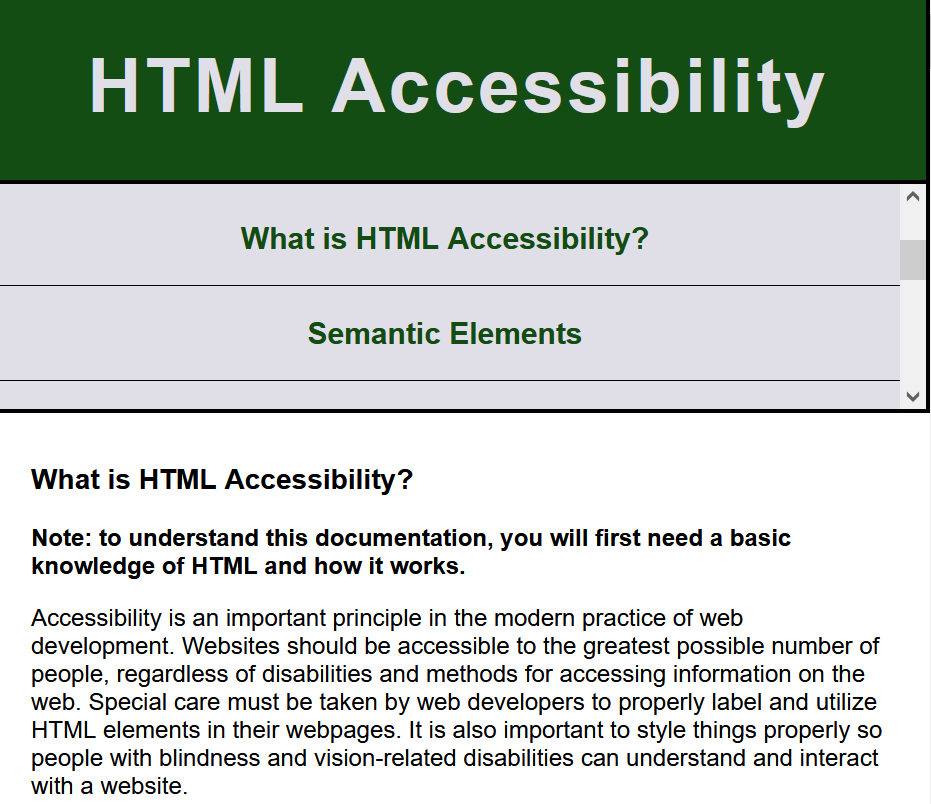 HTML Accessibility
What is HTML Accessibility?
Semantic Elements
What is HTML Accessibility?
Note: to understand this documentation, you will first need a basic
knowledge of HTML and how it works.
Accessibility is an important principle in the modern practice of web
development. Websites should be accessible to the greatest possible number of
people, regardless of disabilities and methods for accessing information on the
web. Special care must be taken by web developers to properly label and utilize
HTML elements in their webpages. It is also important to style things properly so
people with blindness and vision-related disabilities can understand and interact
with a website.